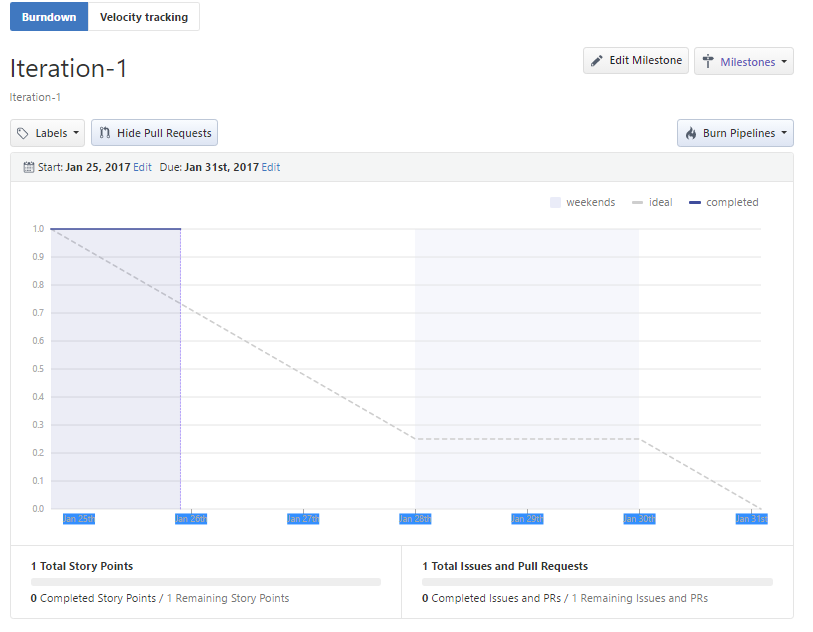 Burndown Velocity tracking
Iteration-1
Edit Milestone Milestones
Iteration-1
Labels Hide Pull Requests Burn Pipelines
Start: Jan 25, 2017 Edit Due: Jan 31st, 2017 Edit
weekends ideal completed
1.0
0.9
0.8
0.7
0.6
0.5
0.4
0.3
0.2
0.1
0.0
Jan 25th Jan 26th Jan 27th Jan 28th Jan 29th Jan 30th Jan 31st
1 Total Story Points
0 Completed Story Points / 1 Remaining Story Points
1 Total Issues and Pull Requests
0 Completed Issues and PRs / 1 Remaining Issues and PRs